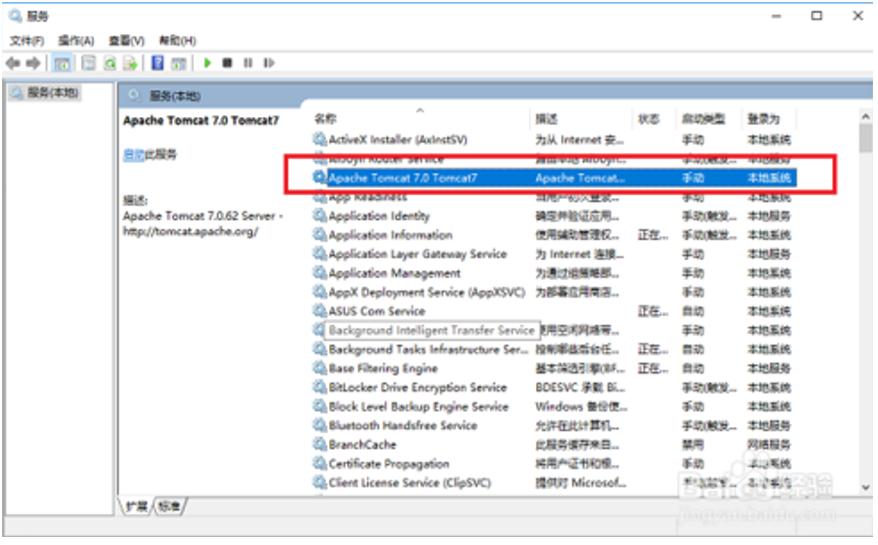 服务
文件(F) 操作(A) 查看(V) 帮助(H)
服务(本地)
服务(本地)
Apache Tomcat 7.0 Tomcat7
启动此服务
描述:
Apache Tomcat 7.0.62 Server -
http://tomcat.apache.org/
名称 描述 状态 启动类型 登录为
ActiveX Installer (AxInstSV) 为从 Internet 安... 手动 本地系统
AllJoyn Router Service 手动(触发... 本地服务
Apache Tomcat 7.0 Tomcat7 Apache Tomcat... 手动 本地系统
App Readiness 当用户初次登录... 手动 本地系统
Application Identity 确定并验证应用... 手动(触发... 本地服务
Application Information 使用辅助管理权... 正在... 手动(触发... 本地系统
Application Layer Gateway Service 为 Internet 连接... 手动 本地服务
Application Management 为通过组策略部... 手动 本地系统
AppX Deployment Service (AppXSVC) 为部署应用商店... 手动 本地系统
ASUS Com Service 正在... 自动 本地系统
Background Intelligent Transfer Service 使用空闲网络带... 手动 本地系统
Background Tasks Infrastructure Ser... 控制哪些后台任... 正在... 自动 本地系统
Base Filtering Engine 基本筛选引擎(BF... 正在... 自动 本地服务
BitLocker Drive Encryption Service BDESVC 承载 Bi... 手动(触发... 本地系统
Block Level Backup Engine Service Windows 备份使... 手动 本地系统
Bluetooth Handsfree Service 允许在此计算机... 手动(触发... 本地服务
BranchCache 此服务缓存来自... 禁用 网络服务
Certificate Propagation 将用户证书和根... 手动 本地系统
Client License Service (ClipSVC) 提供对 Microsof... 手动(触发... 本地系统
扩展 标准
Baidu经验
jingyan.baidu.com